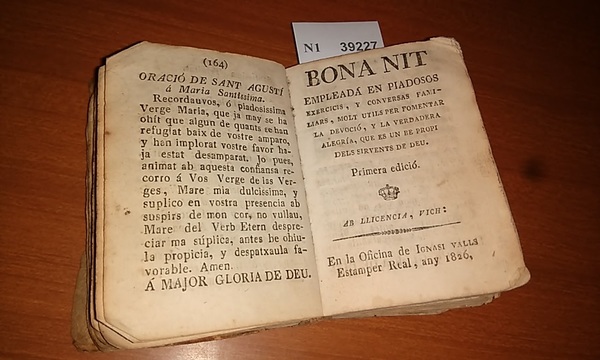 N1 39227
(164)
ORACIÓ DE SANT AGUSTÍ
á Maria Santíssima.
Recordauvos, ó piadosissima
Verge Maria, que ja may se ha
ohit que algun de quants ce han
refugiat baix de vostre amparo,
y han implorat vostre favor ha-
ja estat desamparat. Jo pues,
animat ab aquesta confiansa re-
corro á Vos Verge de las Ver-
ges, Mare mia dulcissima, y
suplico en vostra presencia ab
suspirs de mon cor, no vullau,
Mare del Verb Etern despre-
ciar ma súplica, antes be ohiu-
la propicia, y despatxaula fa-
vorable. Amen.
Á MAJOR GLORIA DE DEU.
BONA NIT
EMPLEADÁ EN PIADOSOS
EXERCICIS, Y CONVERSAS FAMI-
LIARS, MOLT UTILS PER FOMENTAR
LA DEVOCIÓ, Y LA VERDADERA
ALEGRÍA, QUE ES UN BE PROPI
DELS SIRVENTS DE DEU.
Primera edició.
AB LLICENCIA, VICH:
En la Oficina de IGNASI VALLS
Estamper Real, any 1826,